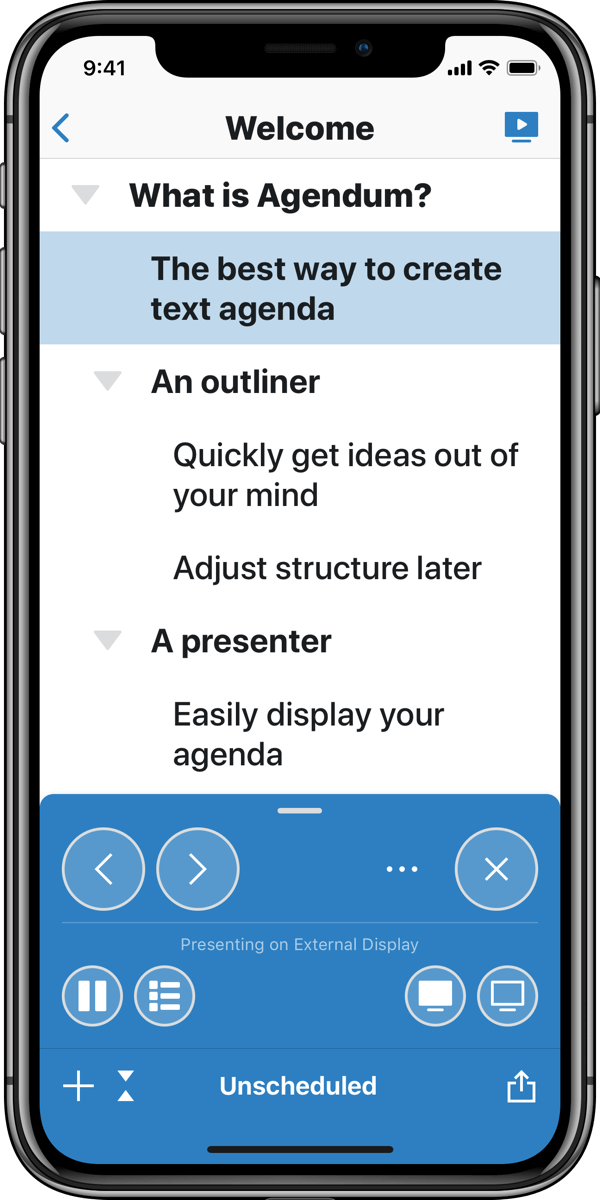 9:41
Welcome
What is Agendum?
The best way to create
text agenda
An outliner
Quickly get ideas out of
your mind
Adjust structure later
A presenter
Easily display your
agenda
Presenting on External Display
Unscheduled